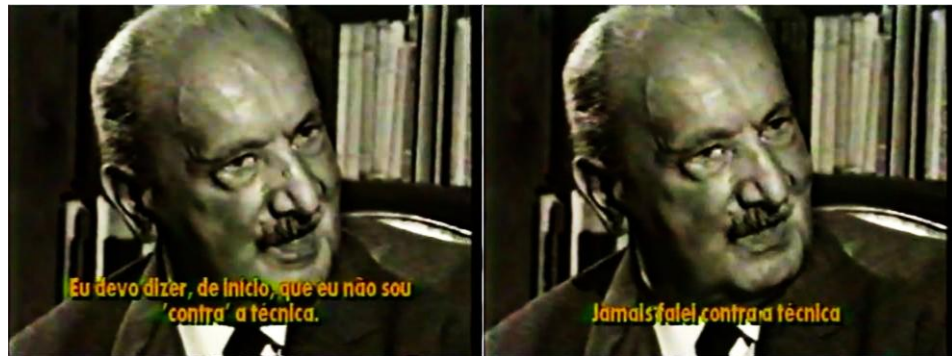 Eu devo dizer, de início, que eu não sou
'contra' a técnica.
Jamais falei contra a técnica